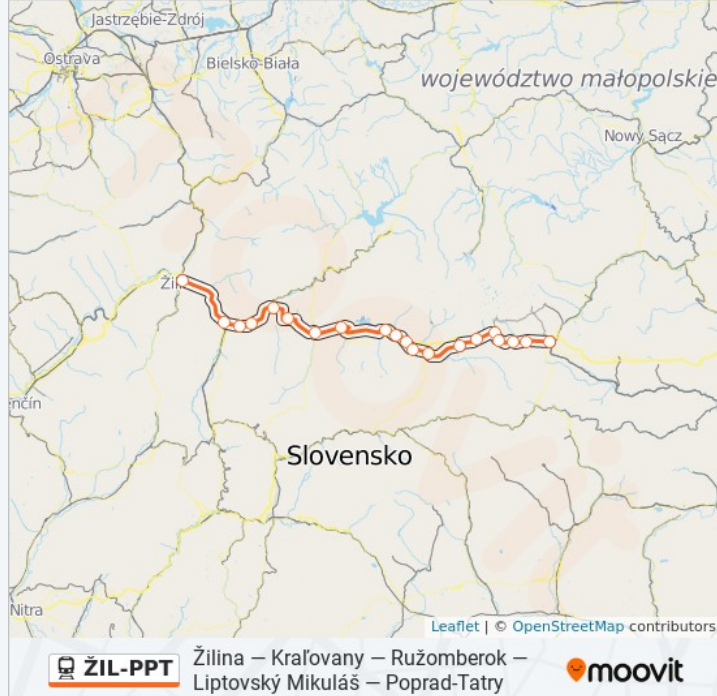 Jastrzębie-Zdrój
Ostrava
Bielsko-Biała
województwo małopolskie
Nowy Sącz
Žil
nčín
Slovensko
Nitra
Leaflet | © OpenStreetMap contributors
ŽIL-PPT
Žilina — Kraľovany — Ružomberok —
Liptovský Mikuláš — Poprad-Tatry
moovit